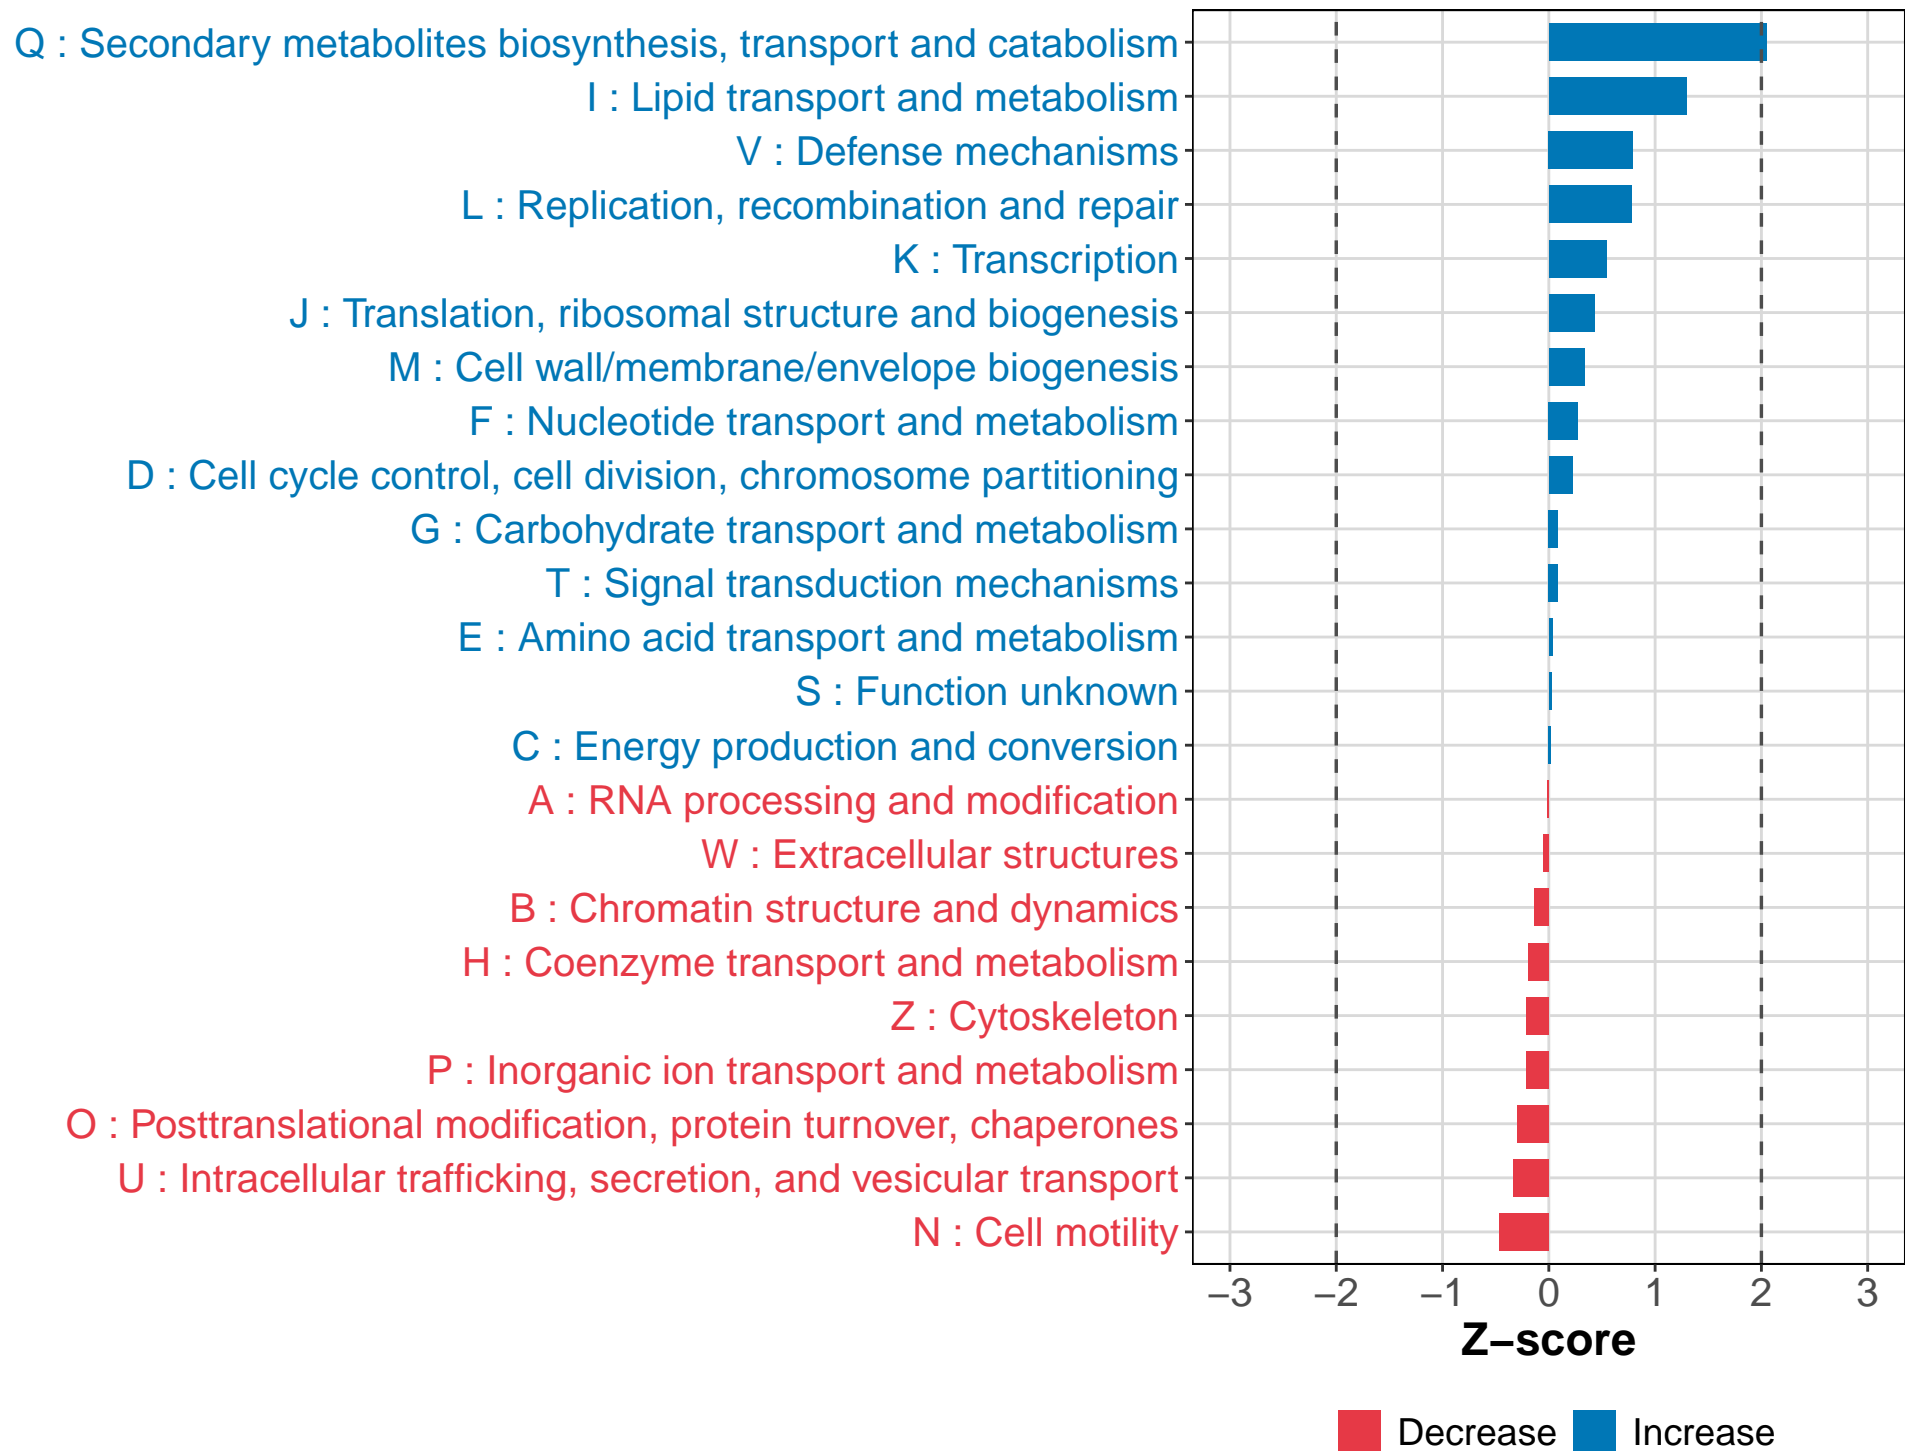 Q : Secondary metabolites biosynthesis, transport and catabolism
I : Lipid transport and metabolism
V : Defense mechanisms
L : Replication, recombination and repair
K : Transcription
J : Translation, ribosomal structure and biogenesis
M : Cell wall/membrane/envelope biogenesis
F : Nucleotide transport and metabolism
D : Cell cycle control, cell division, chromosome partitioning
G : Carbohydrate transport and metabolism
T : Signal transduction mechanisms
E : Amino acid transport and metabolism
S : Function unknown
C : Energy production and conversion
A : RNA processing and modification
W : Extracellular structures
B : Chromatin structure and dynamics
H : Coenzyme transport and metabolism
Z : Cytoskeleton
P : Inorganic ion transport and metabolism
O : Posttranslational modification, protein turnover, chaperones
U : Intracellular trafficking, secretion, and vesicular transport
N : Cell motility
−3 −2 −1 0 1 2 3
Z−score
Decrease Increase